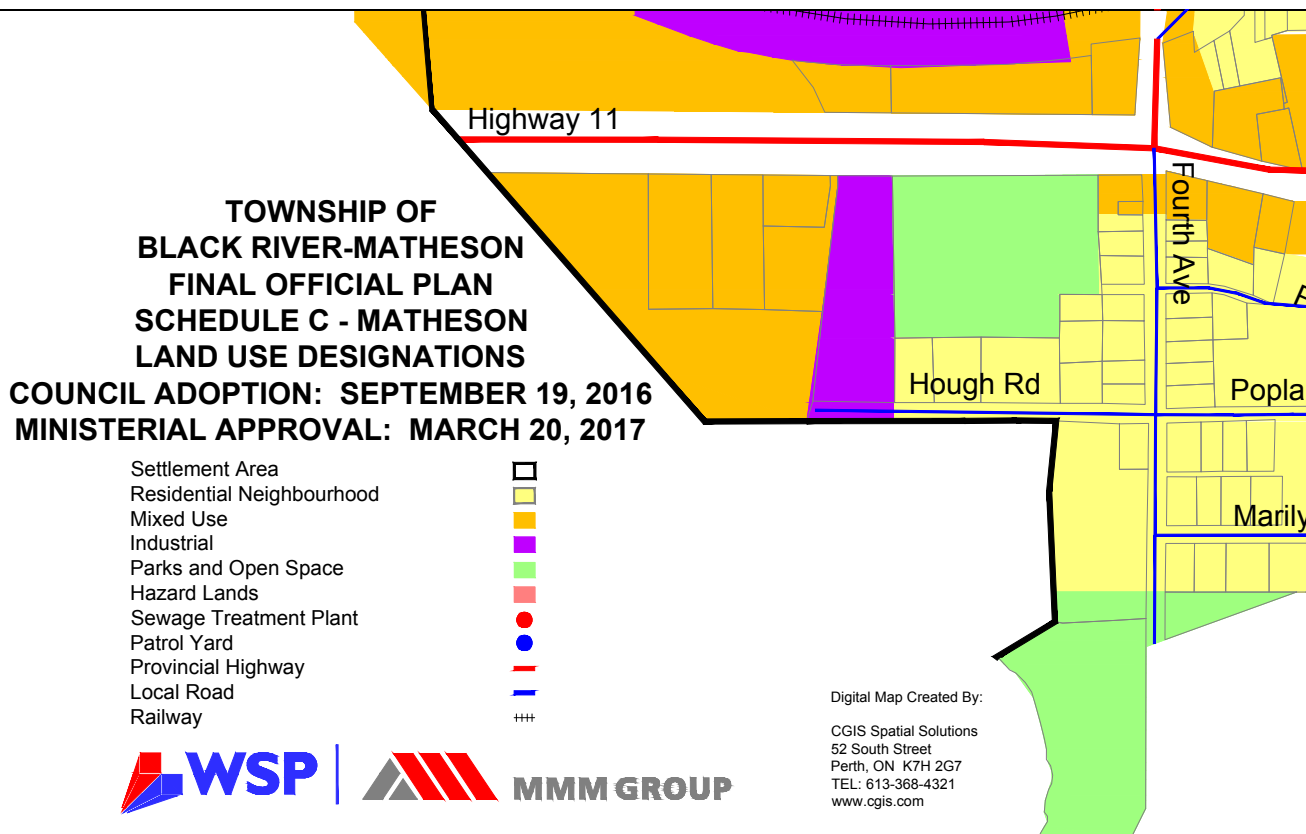 Highway 11
Fourth Ave
TOWNSHIP OF
BLACK RIVER-MATHESON
FINAL OFFICIAL PLAN
SCHEDULE C - MATHESON
LAND USE DESIGNATIONS
COUNCIL ADOPTION: SEPTEMBER 19, 2016
MINISTERIAL APPROVAL: MARCH 20, 2017
Hough Rd
Popla
Marily
Settlement Area
Residential Neighbourhood
Mixed Use
Industrial
Parks and Open Space
Hazard Lands
Sewage Treatment Plant
Patrol Yard
Provincial Highway
Local Road
Railway
Digital Map Created By:
CGIS Spatial Solutions
52 South Street
Perth, ON K7H 2G7
TEL: 613-368-4321
www.cgis.com
WSP
MMM GROUP